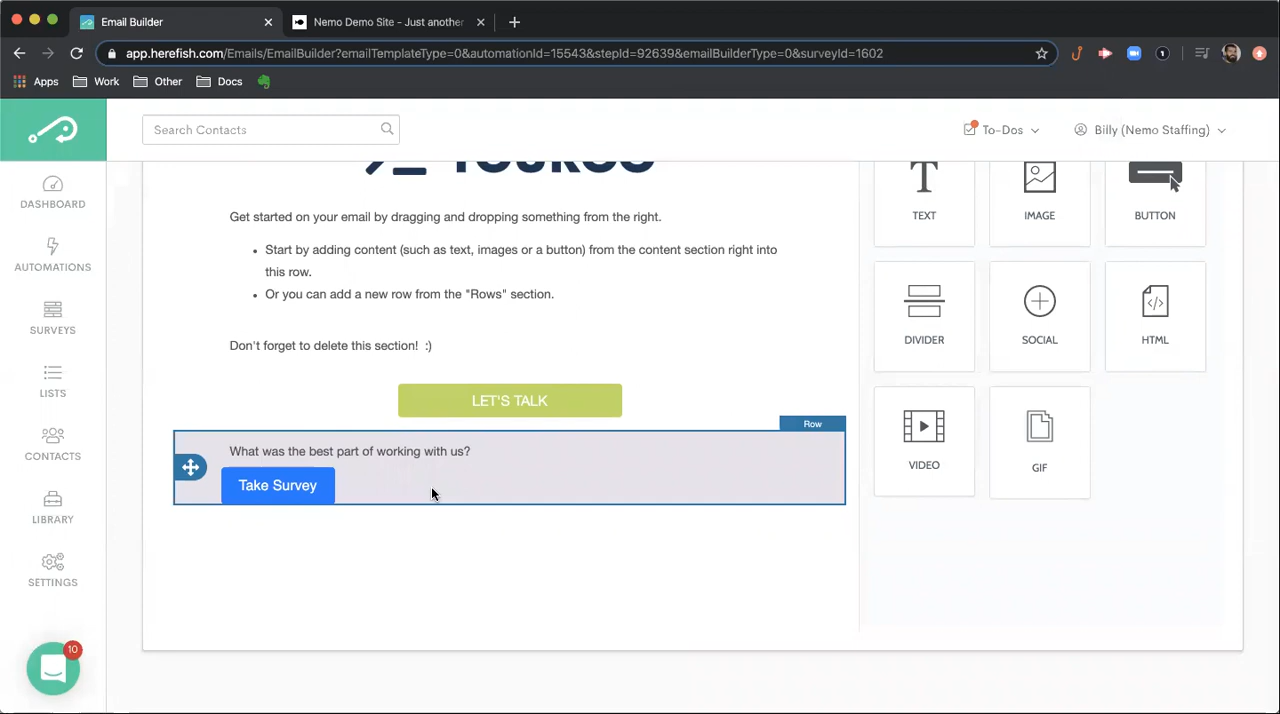 Email Builder
Nemo Demo Site – Just another
app.herefish.com/Emails/EmailBuilder?emailTemplateType=0&automationId=15543&stepId=92639&emailBuilderType=0&surveyId=1602
Apps
Work
Other
Docs
Search Contacts
To-Dos
Billy (Nemo Staffing)
DASHBOARD
AUTOMATIONS
SURVEYS
LISTS
CONTACTS
LIBRARY
SETTINGS
10
Get started on your email by dragging and dropping something from the right.
• Start by adding content (such as text, images or a button) from the content section right into
this row.
• Or you can add a new row from the "Rows" section.
Don't forget to delete this section! :)
LET'S TALK
Row
What was the best part of working with us?
Take Survey
TEXT
IMAGE
BUTTON
DIVIDER
SOCIAL
HTML
VIDEO
GIF